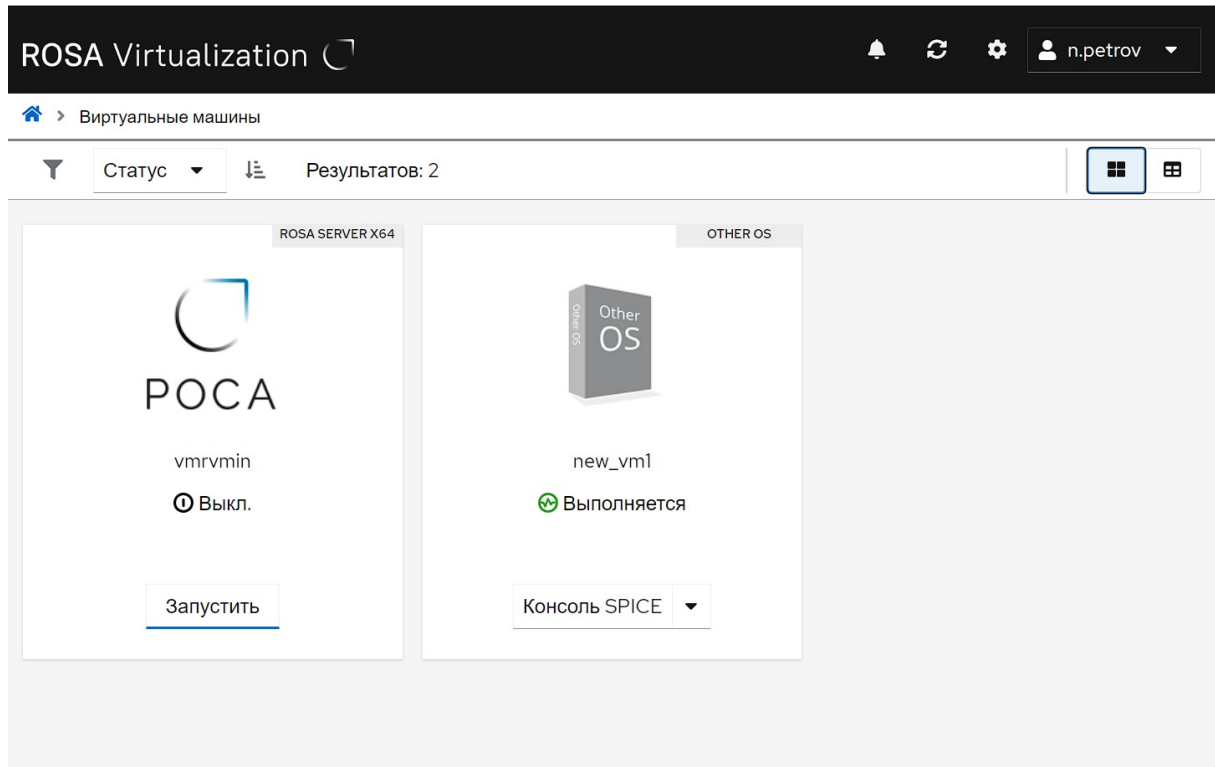 ROSA Virtualization
n.petrov
Виртуальные машины
Статус
Результатов: 2
ROSA SERVER X64
РОСА
vmrvmin
Выкл.
Запустить
OTHER OS
Other OS
Other
OS
new_vm1
Выполняется
Консоль SPICE